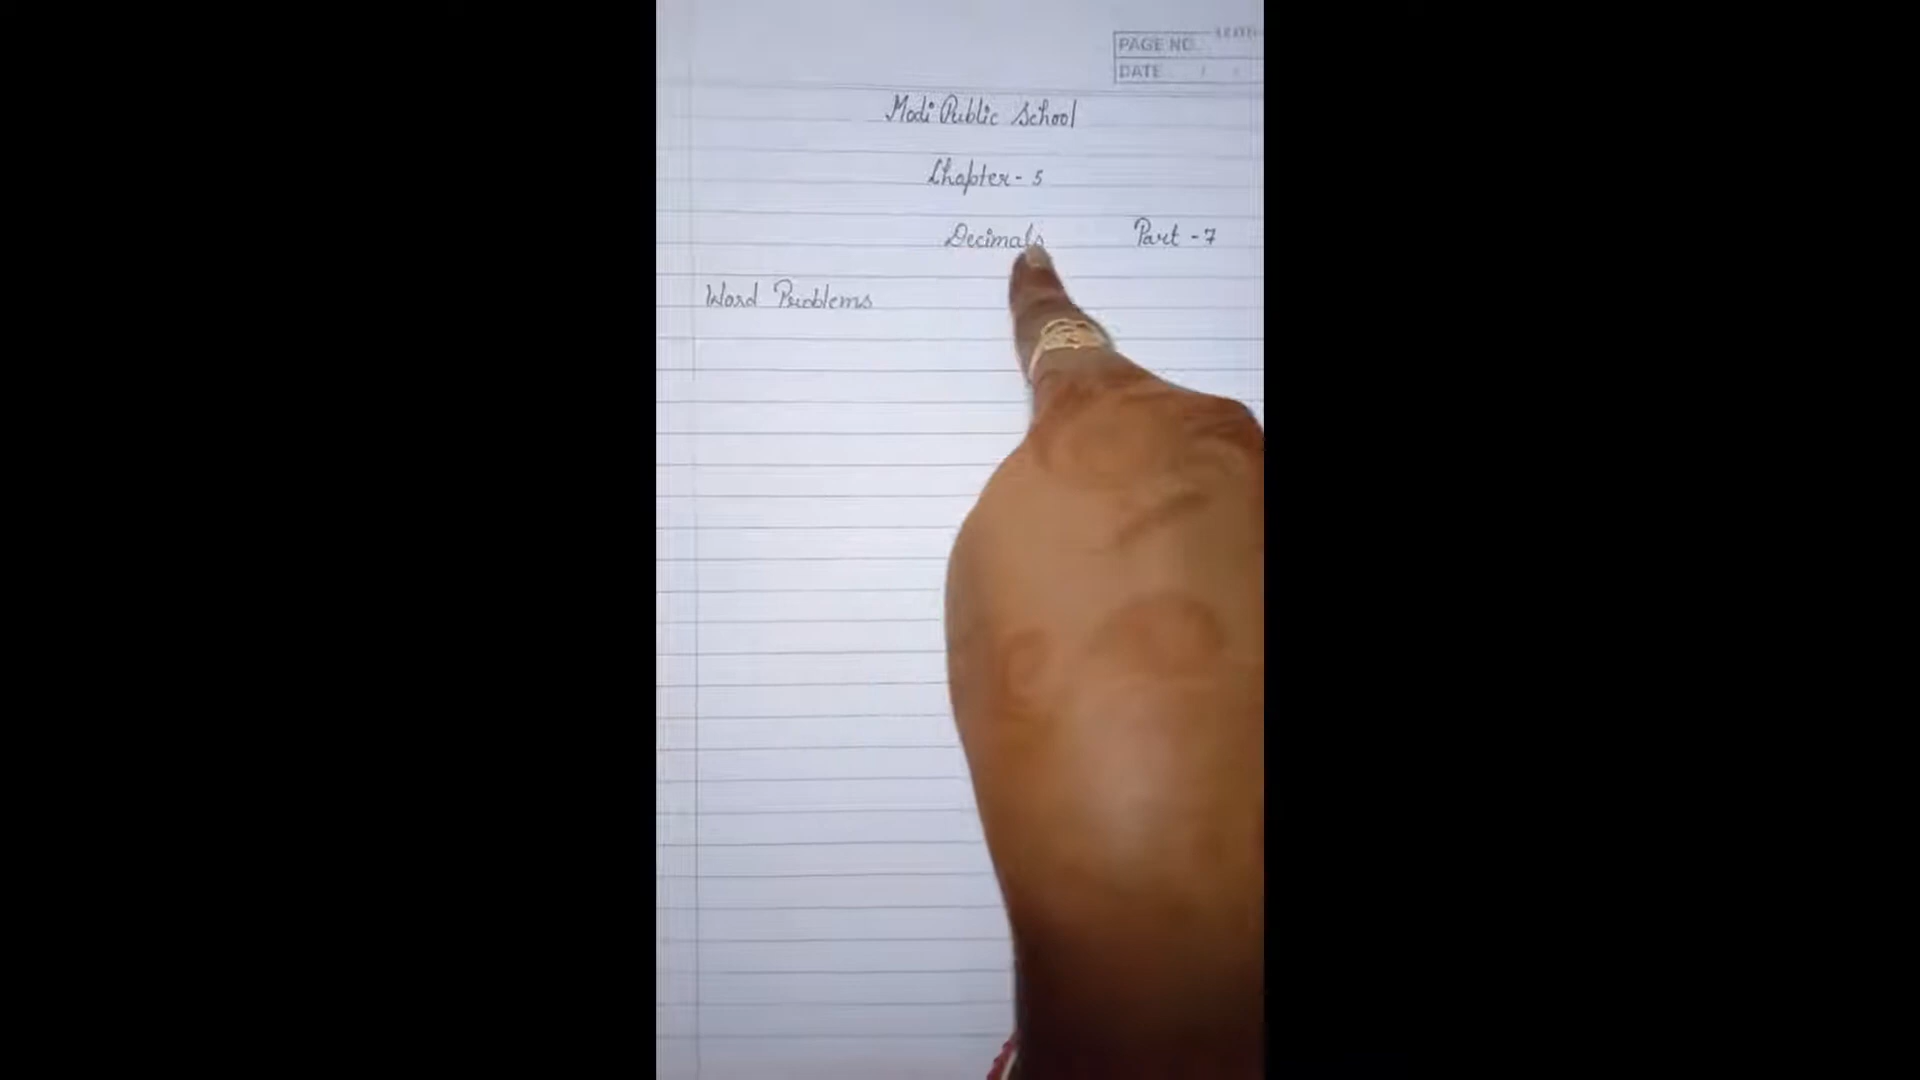 PAGE NO.
DATE / /
Modi Public School
Chapter - 5
Decimals Part - 7
Word Problems